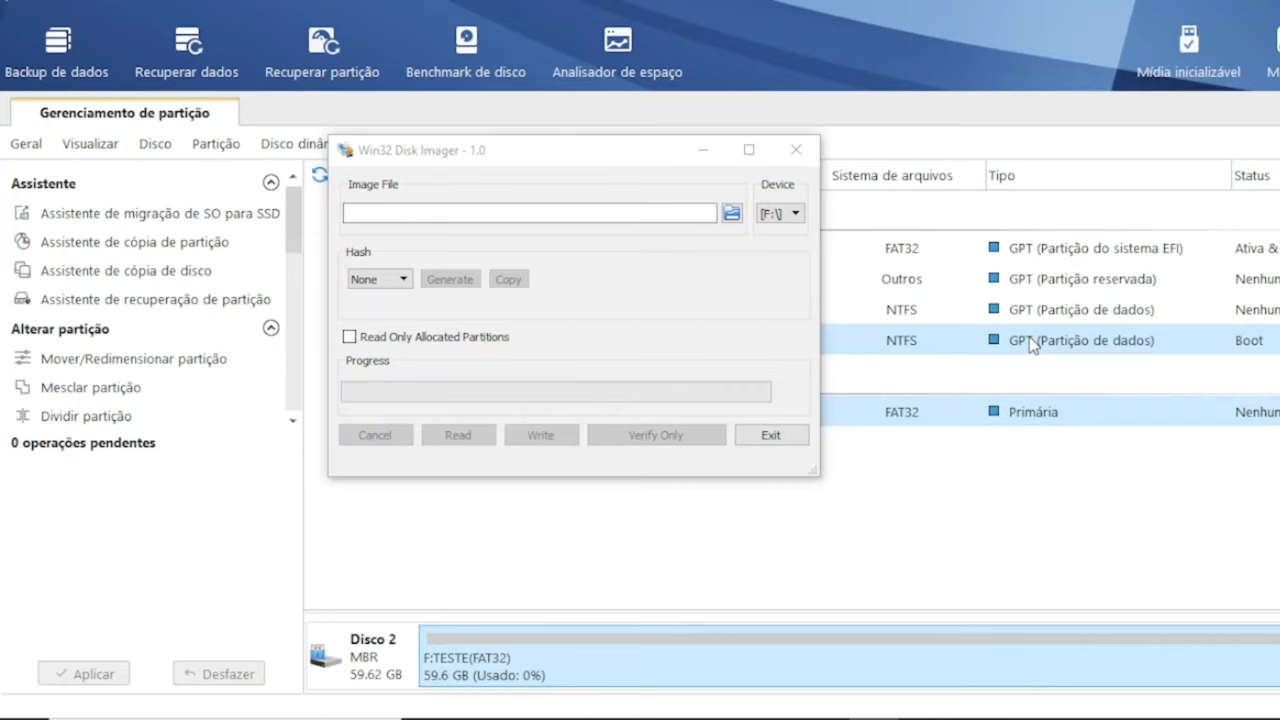 Backup de dados
Recuperar dados
Recuperar partição
Benchmark de disco
Analisador de espaço
Mídia inicializável
Gerenciamento de partição
Geral
Visualizar
Disco
Partição
Disco dinâ
Assistente
Assistente de migração de SO para SSD
Assistente de cópia de partição
Assistente de cópia de disco
Assistente de recuperação de partição
Alterar partição
Mover/Redimensionar partição
Mesclar partição
Dividir partição
0 operações pendentes
Aplicar
Desfazer
Win32 Disk Imager - 1.0
Image File
Device
[F:\]
Hash
None
Generate
Copy
Read Only Allocated Partitions
Progress
Cancel
Read
Write
Verify Only
Exit
Sistema de arquivos
Tipo
Status
FAT32
GPT (Partição do sistema EFI)
Ativa &
Outros
GPT (Partição reservada)
Nenhun
NTFS
GPT (Partição de dados)
Nenhun
NTFS
GPT (Partição de dados)
Boot
FAT32
Primária
Nenhun
Disco 2
MBR
59.62 GB
F:TESTE(FAT32)
59.6 GB (Usado: 0%)